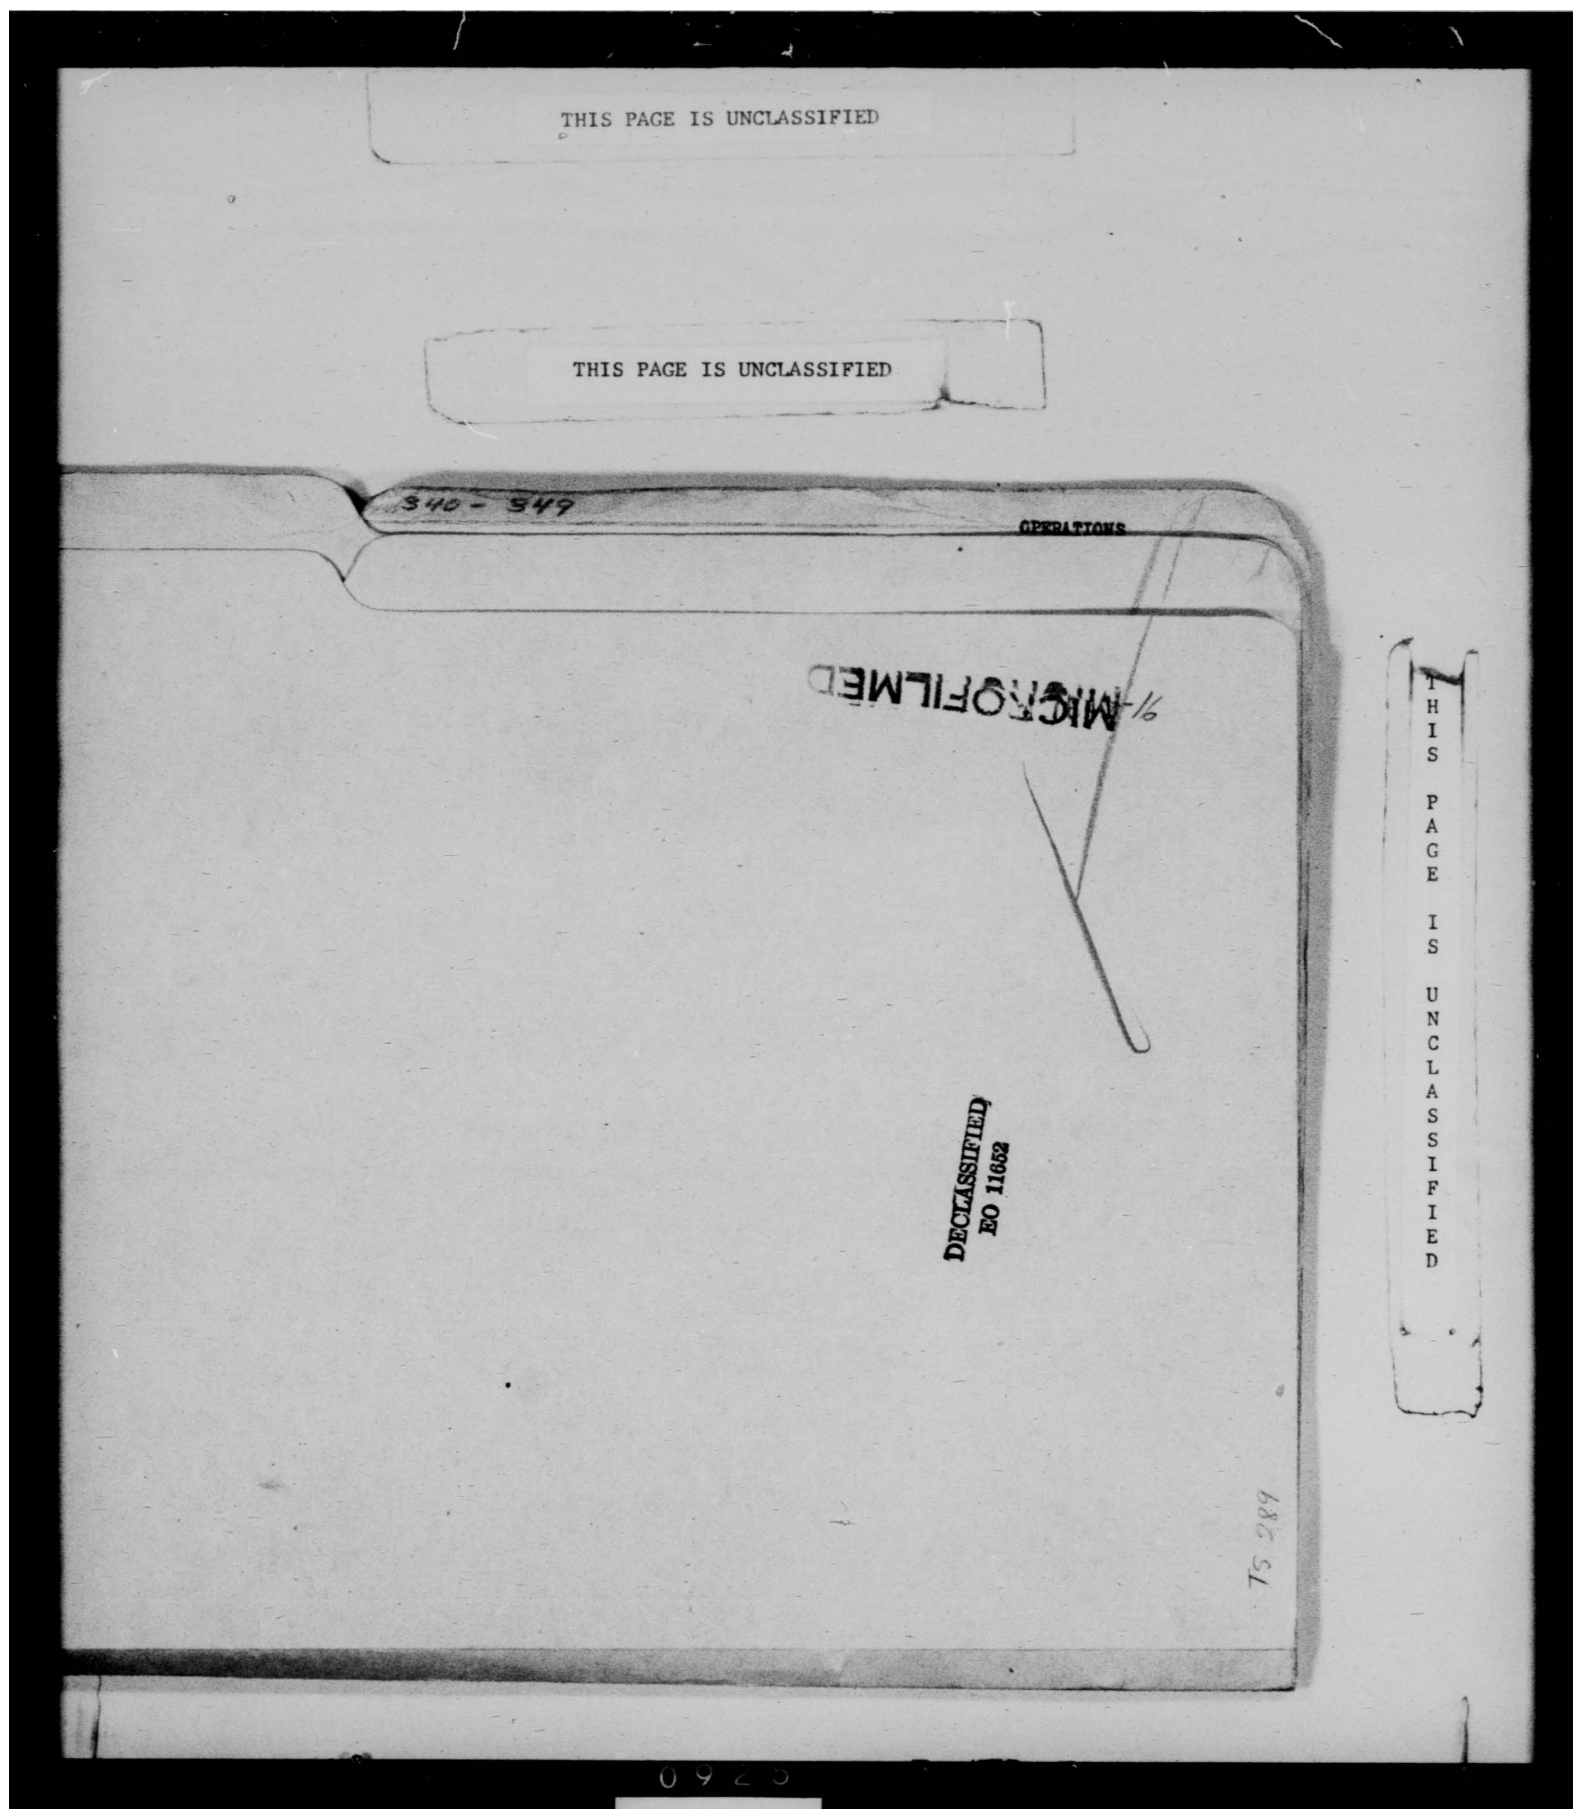 THIS PAGE IS UNCLASSIFIED
THIS PAGE IS UNCLASSIFIED
340 - 349
OPERATIONS
MICROFILMED
THIS PAGE IS UNCLASSIFIED
DECLASSIFIED
EO 11652
TS 289